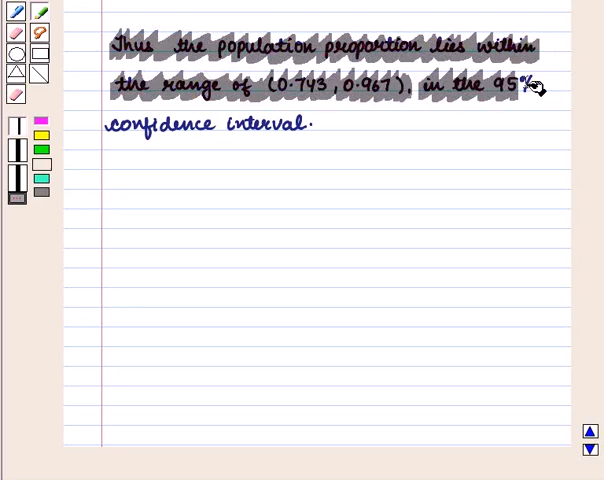 Thus the population proportion lies within
the range of (0.743, 0.967), in the 95%
confidence interval.